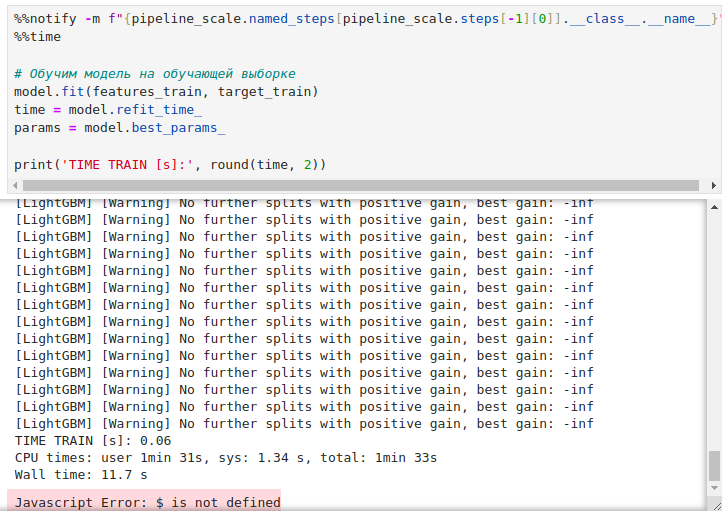 %%notify -m f"{pipeline_scale.named_steps[pipeline_scale.steps[-1][0]].__class__.__name__}"
%%time
# Обучим модель на обучающей выборке
model.fit(features_train, target_train)
time = model.refit_time_
params = model.best_params_
print('TIME TRAIN [s]:', round(time, 2))
[LightGBM] [Warning] No further splits with positive gain, best gain: -inf
[LightGBM] [Warning] No further splits with positive gain, best gain: -inf
[LightGBM] [Warning] No further splits with positive gain, best gain: -inf
[LightGBM] [Warning] No further splits with positive gain, best gain: -inf
[LightGBM] [Warning] No further splits with positive gain, best gain: -inf
[LightGBM] [Warning] No further splits with positive gain, best gain: -inf
[LightGBM] [Warning] No further splits with positive gain, best gain: -inf
[LightGBM] [Warning] No further splits with positive gain, best gain: -inf
[LightGBM] [Warning] No further splits with positive gain, best gain: -inf
[LightGBM] [Warning] No further splits with positive gain, best gain: -inf
[LightGBM] [Warning] No further splits with positive gain, best gain: -inf
[LightGBM] [Warning] No further splits with positive gain, best gain: -inf
[LightGBM] [Warning] No further splits with positive gain, best gain: -inf
[LightGBM] [Warning] No further splits with positive gain, best gain: -inf
TIME TRAIN [s]: 0.06
CPU times: user 1min 31s, sys: 1.34 s, total: 1min 33s
Wall time: 11.7 s
Javascript Error: $ is not defined